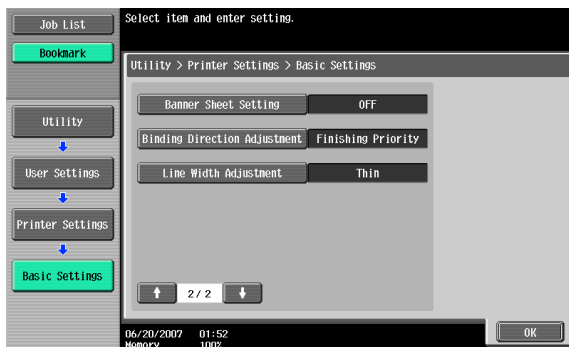 Job List
Bookmark
Utility
User Settings
Printer Settings
Basic Settings
Select item and enter setting.
Utility > Printer Settings > Basic Settings
Banner Sheet Setting OFF
Binding Direction Adjustment Finishing Priority
Line Width Adjustment Thin
2/ 2
06/20/2007 01:52
Memory 100%
OK